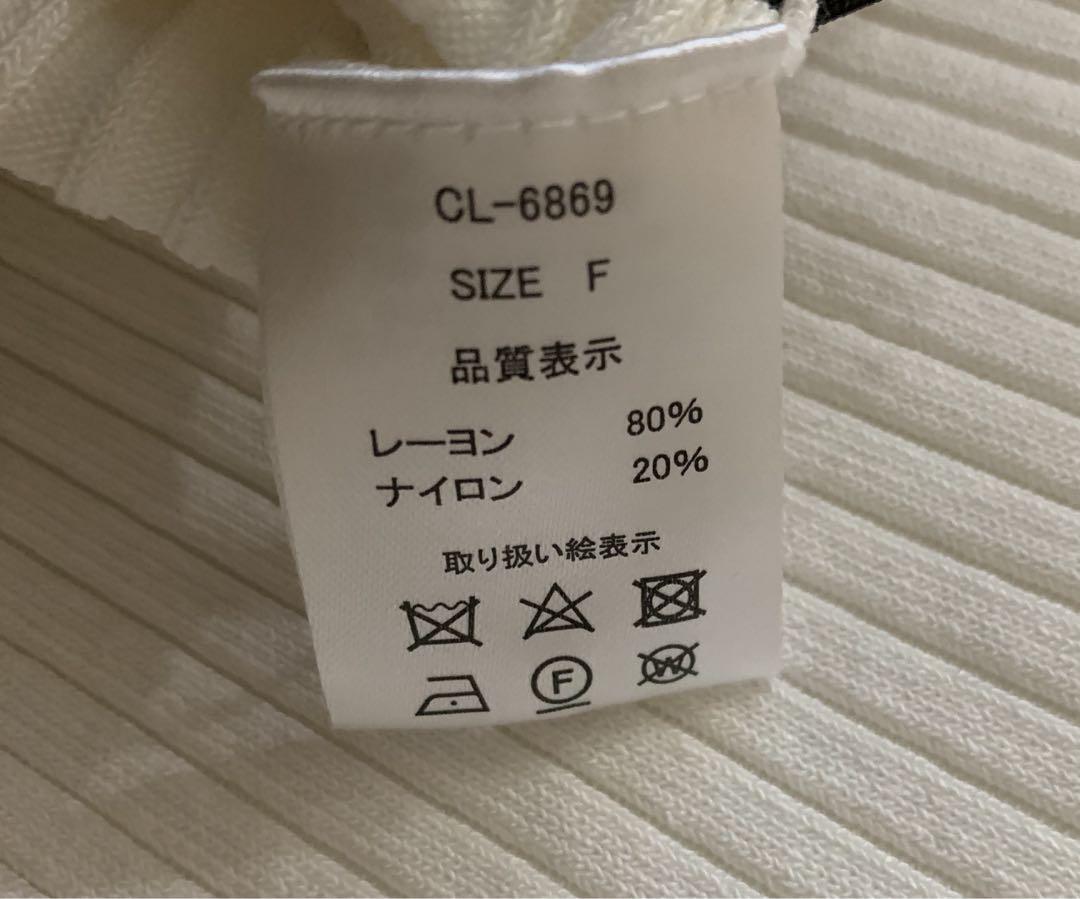 CL-6869
SIZE F
品質表示
レーヨン 80%
ナイロン 20%
取り扱い絵表示
F
W